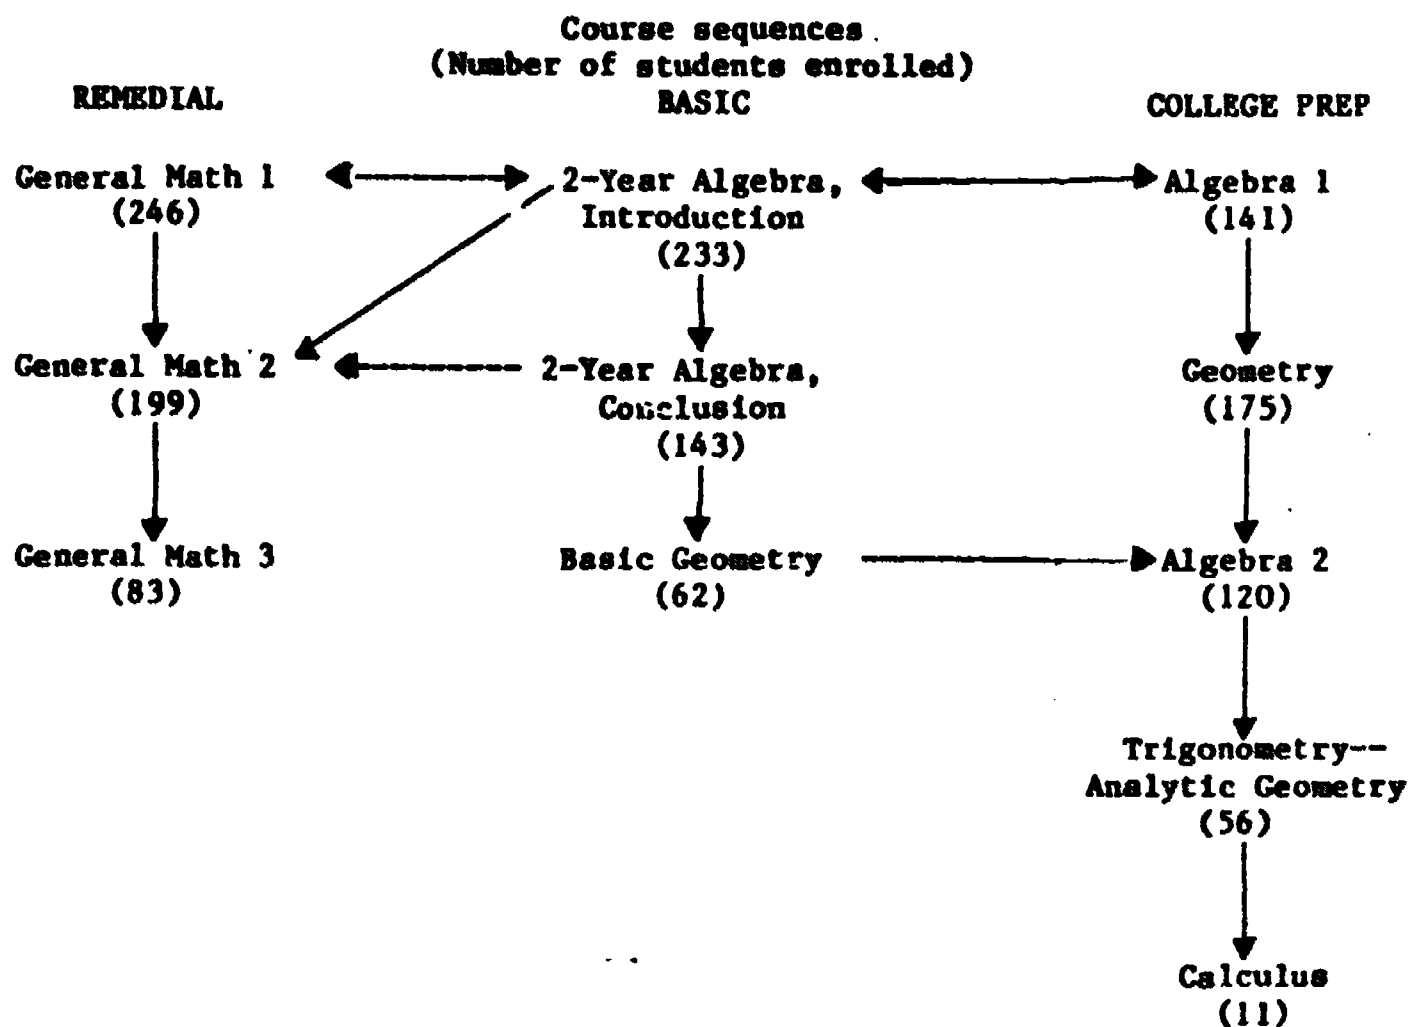 Course sequences
(Number of students enrolled)
REMEDIAL
BASIC
COLLEGE PREP
General Math 1
(246)
2-Year Algebra,
Introduction
(233)
Algebra 1
(141)
General Math 2
(199)
2-Year Algebra,
Conclusion
(143)
Geometry
(175)
General Math 3
(83)
Basic Geometry
(62)
Algebra 2
(120)
Trigonometry--
Analytic Geometry
(56)
Calculus
(11)